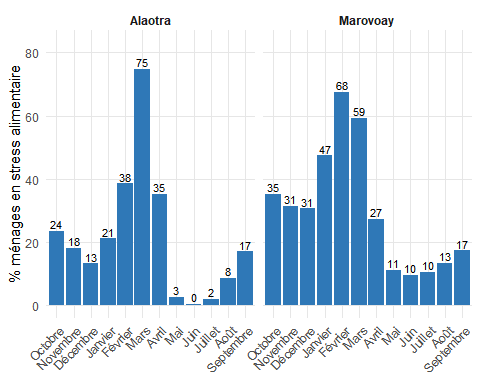 Alaotra
Marovoay
% ménages en stress alimentaire
80
60
40
20
0
24
18
13
21
38
75
35
3
0
2
8
17
35
31
31
47
68
59
27
11
10
10
13
17
Octobre
Novembre
Décembre
Janvier
Février
Mars
Avril
Mai
Juin
Juillet
Août
Septembre
Octobre
Novembre
Décembre
Janvier
Février
Mars
Avril
Mai
Juin
Juillet
Août
Septembre